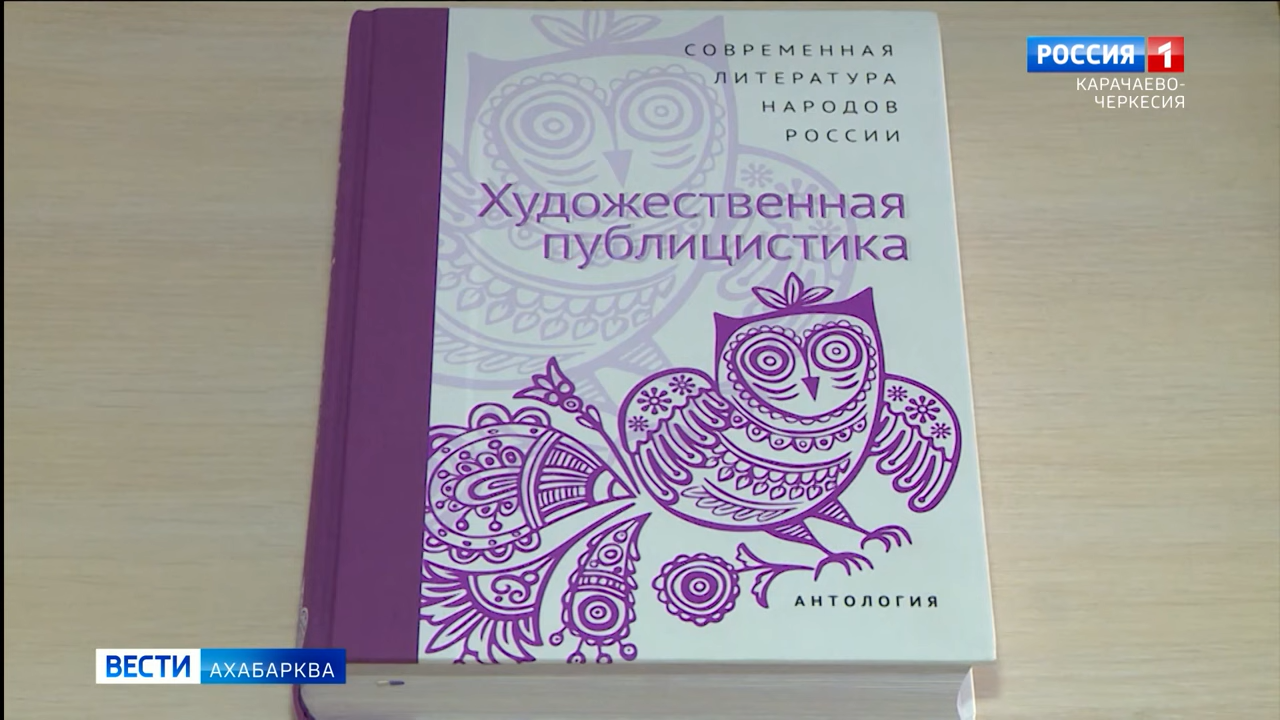 СОВРЕМЕННАЯ
ЛИТЕРАТУРА
НАРОДОВ
РОССИИ
Художественная
публицистика
АНТОЛОГИЯ
РОССИЯ 1
КАРАЧАЕВО-
ЧЕРКЕСИЯ
ВЕСТИ АХАБАРКВА